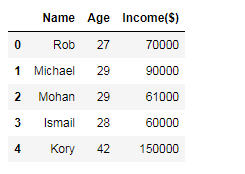 Name Age Income($)
0 Rob 27 70000
1 Michael 29 90000
2 Mohan 29 61000
3 Ismail 28 60000
4 Kory 42 150000